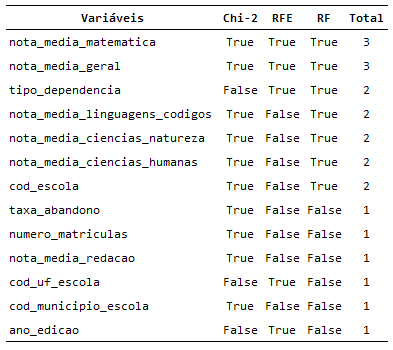 Variáveis Chi-2 RFE RF Total
nota_media_matematica True True True 3
nota_media_geral True True True 3
tipo_dependencia False True True 2
nota_media_linguagens_codigos True False True 2
nota_media_ciencias_natureza True False True 2
nota_media_ciencias_humanas True False True 2
cod_escola True False True 2
taxa_abandono True False False 1
numero_matriculas True False False 1
nota_media_redacao True False False 1
cod_uf_escola False True False 1
cod_municipio_escola True False False 1
ano_edicao False True False 1